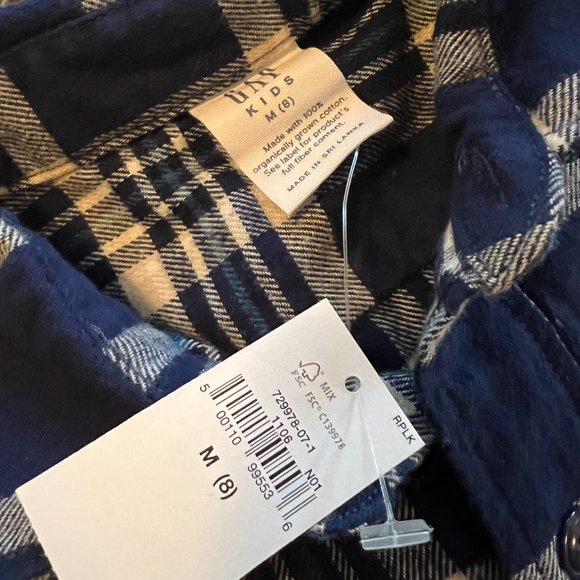 KIDS
M (8)
Made with 100%
organically grown cotton.
See label for product's
full fiber content.
MADE IN SRI LANKA
FSC
MIX
FSC® C139978
RPLK
729978-07-1
1106 N01
5 00110 99553 6
M (8)